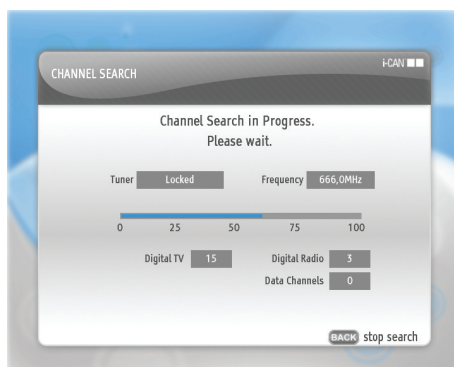 i-CAN
CHANNEL SEARCH
Channel Search in Progress.
Please wait.
Tuner Locked Frequency 666,0MHz
0 25 50 75 100
Digital TV 15 Digital Radio 3
Data Channels 0
BACK stop search